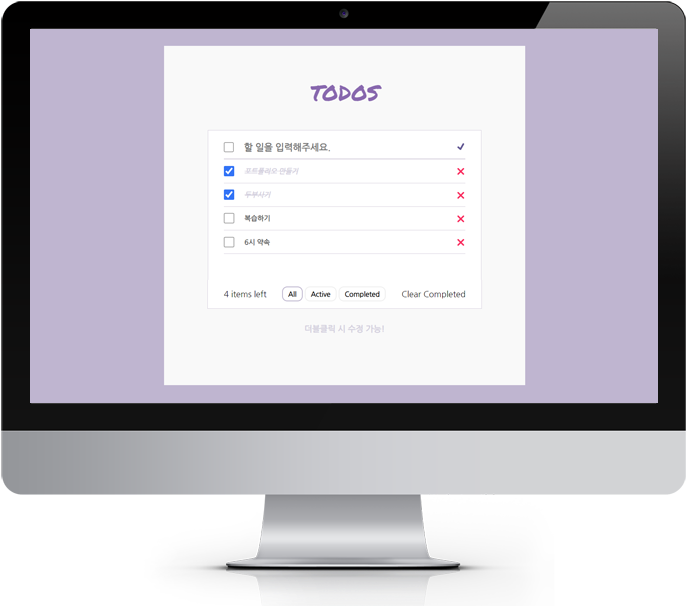 TODOS
할 일을 입력해주세요.
포트폴리오 만들기
두부사기
복습하기
6시 약속
4 items left All Active Completed Clear Completed
더블클릭 시 수정 가능!